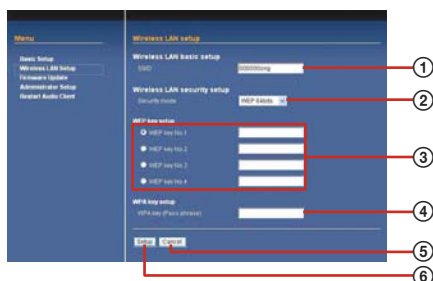 Menu
Basic Setup
Wireless LAN Setup
Firmware Update
Administrator Setup
Restart Audio Client
Wireless LAN setup
Wireless LAN basic setup
SSID
Wireless LAN security setup
Security mode
WEP 64bits
WEP key setup
WEP key No.1
WEP key No.2
WEP key No.3
WEP key No.4
WPA key setup
WPA key (Pass phrase)
Setup Cancel
1
2
3
4
5
6